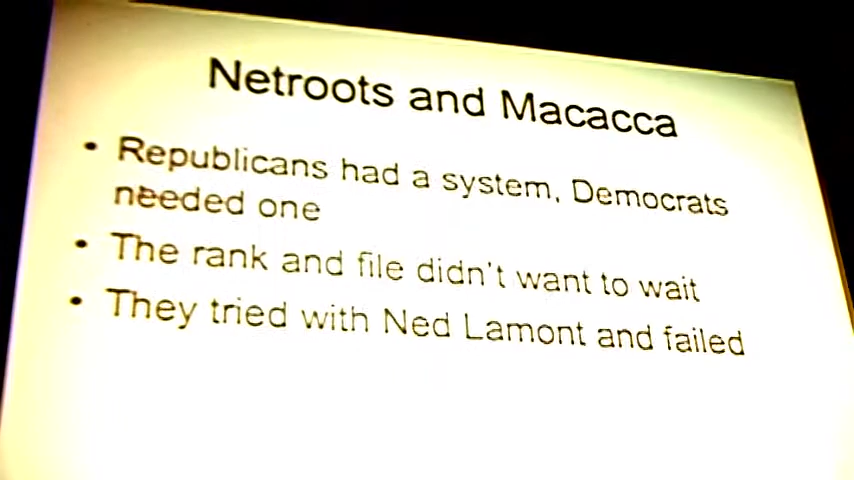 Netroots and Macacca
• Republicans had a system, Democrats
needed one
• The rank and file didn't want to wait
• They tried with Ned Lamont and failed